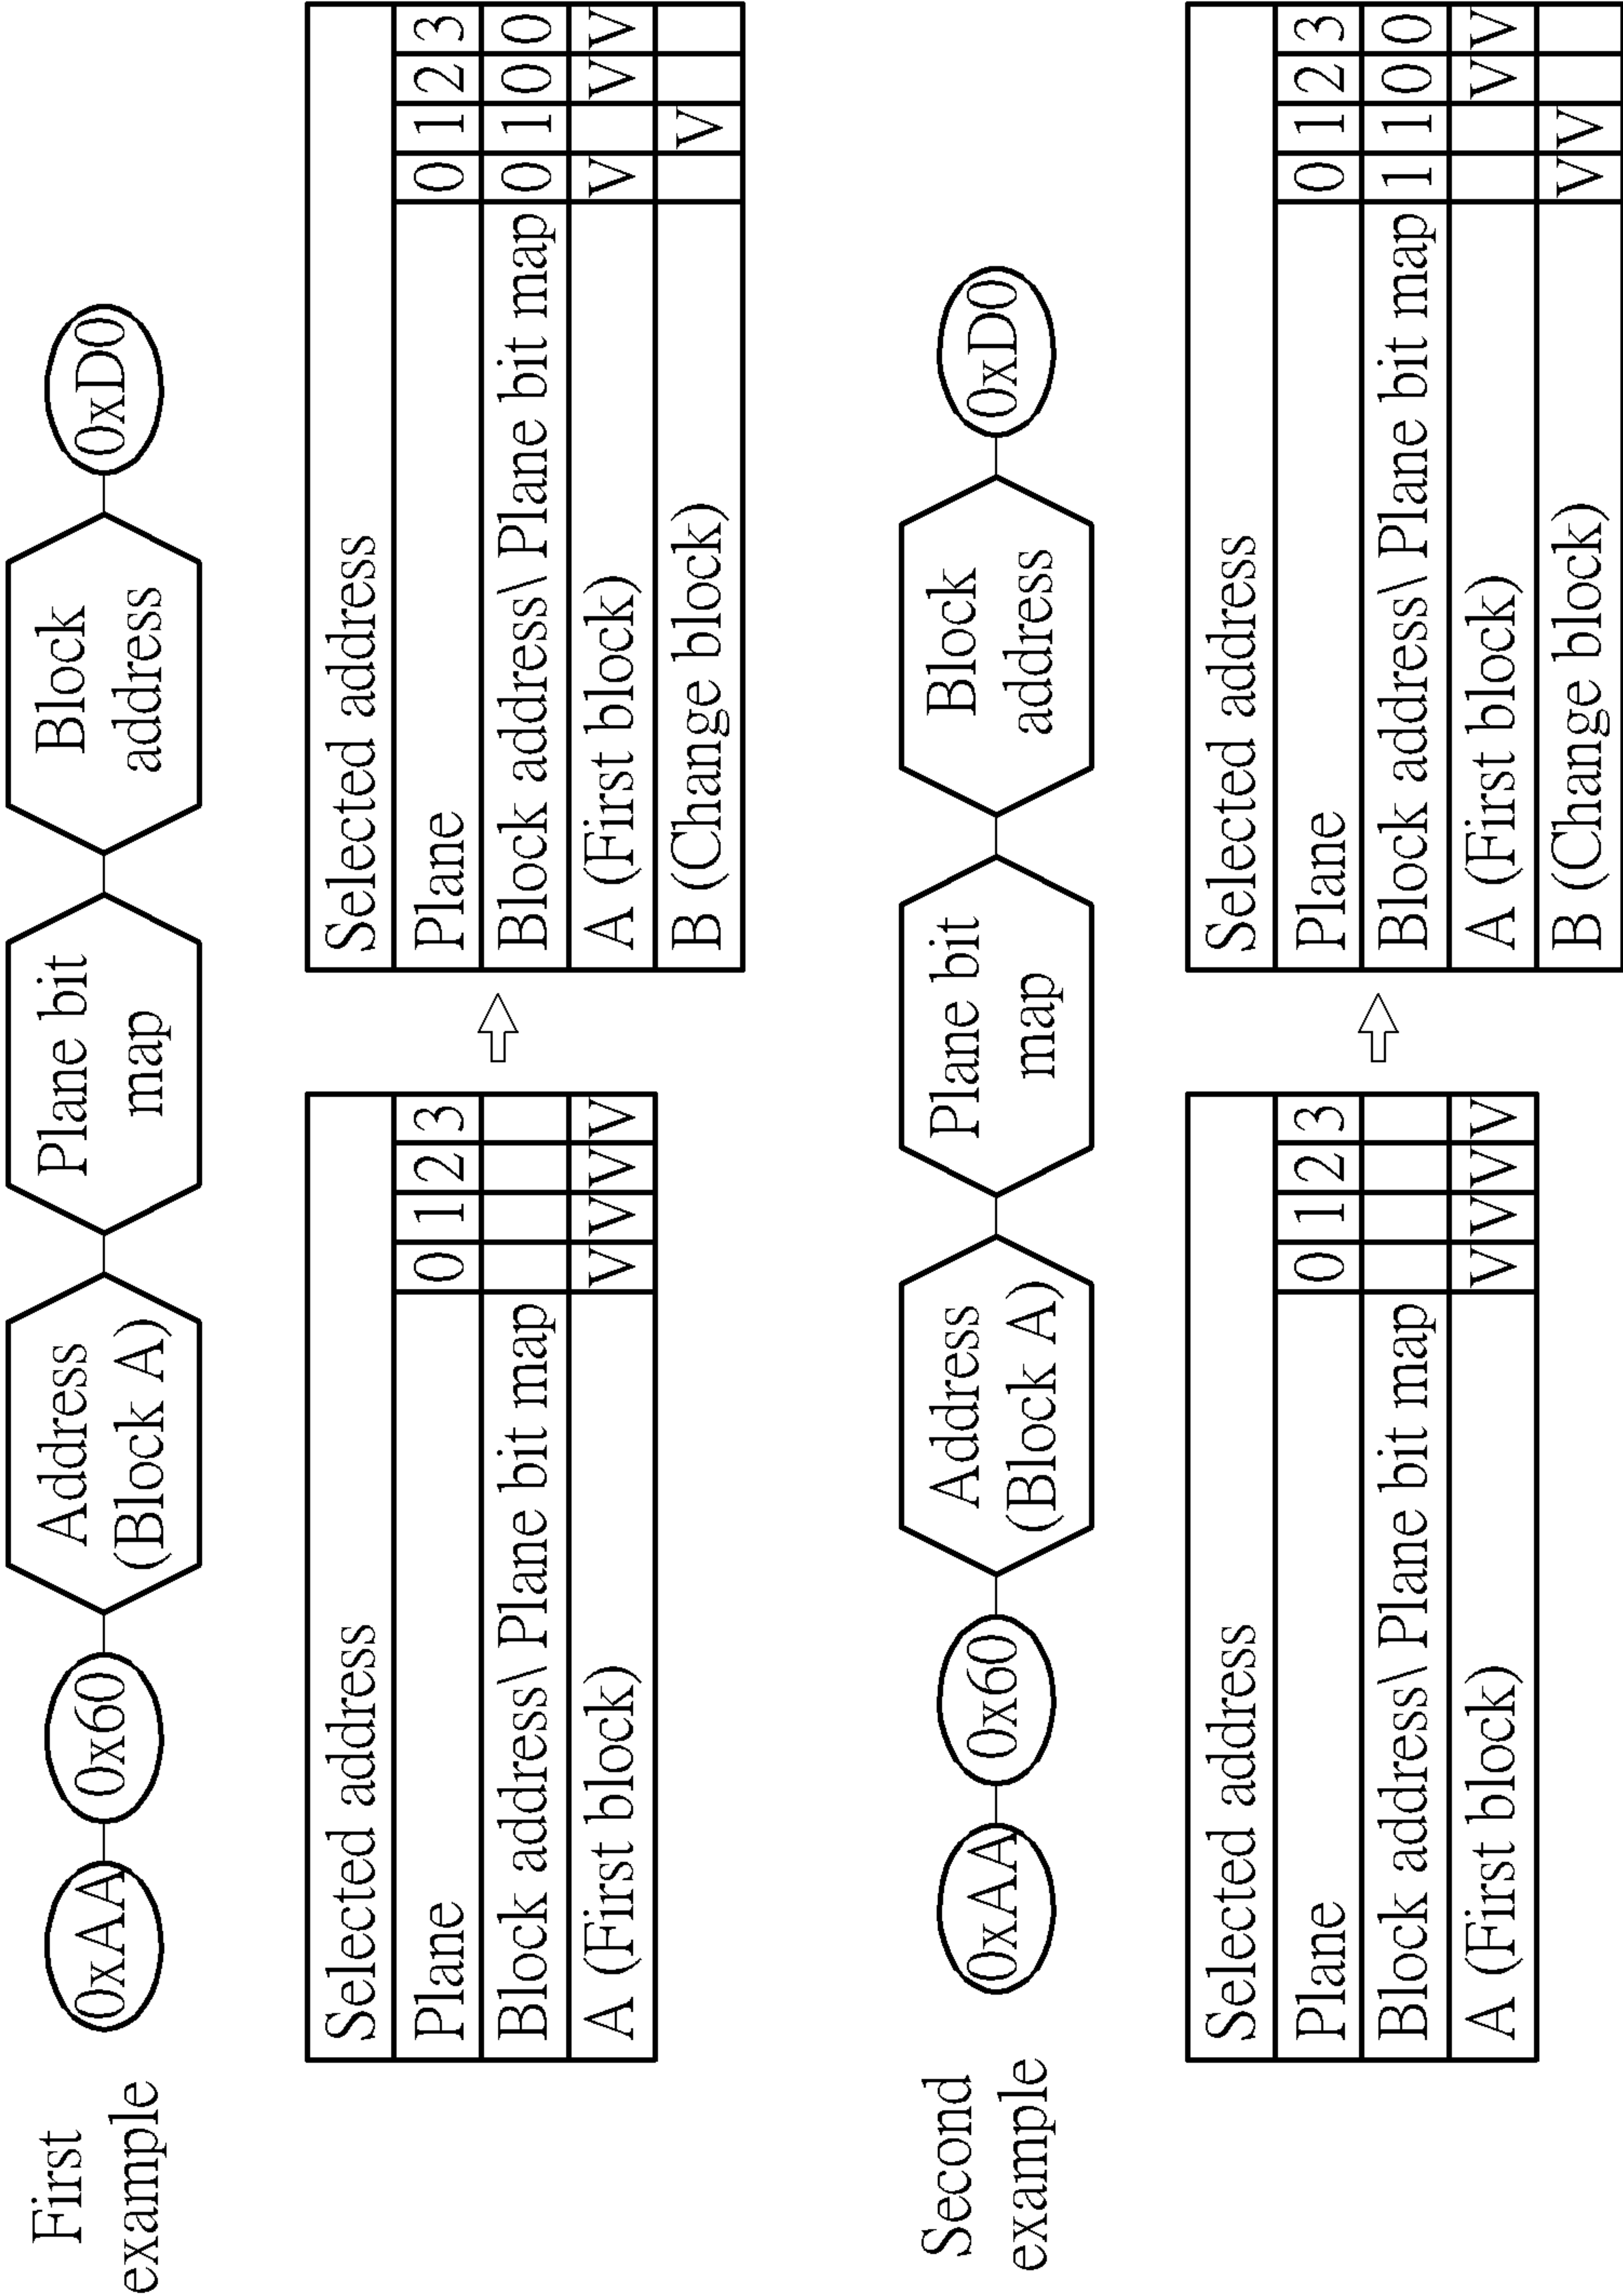 First
example
0xAA 0x60 Address
(Block A) Plane bit
map Block
address 0xD0
Selected address
Plane 0 1 2 3
Block address\ Plane bit map
A (First block) V V V V
Selected address
Plane 0 1 2 3
Block address\ Plane bit map 0 1 0 0
A (First block) V V V
B (Change block) V
Second
example
0xAA 0x60 Address
(Block A) Plane bit
map Block
address 0xD0
Selected address
Plane 0 1 2 3
Block address\ Plane bit map
A (First block) V V V V
Selected address
Plane 0 1 2 3
Block address\ Plane bit map 1 1 0 0
A (First block) V V
B (Change block) V V